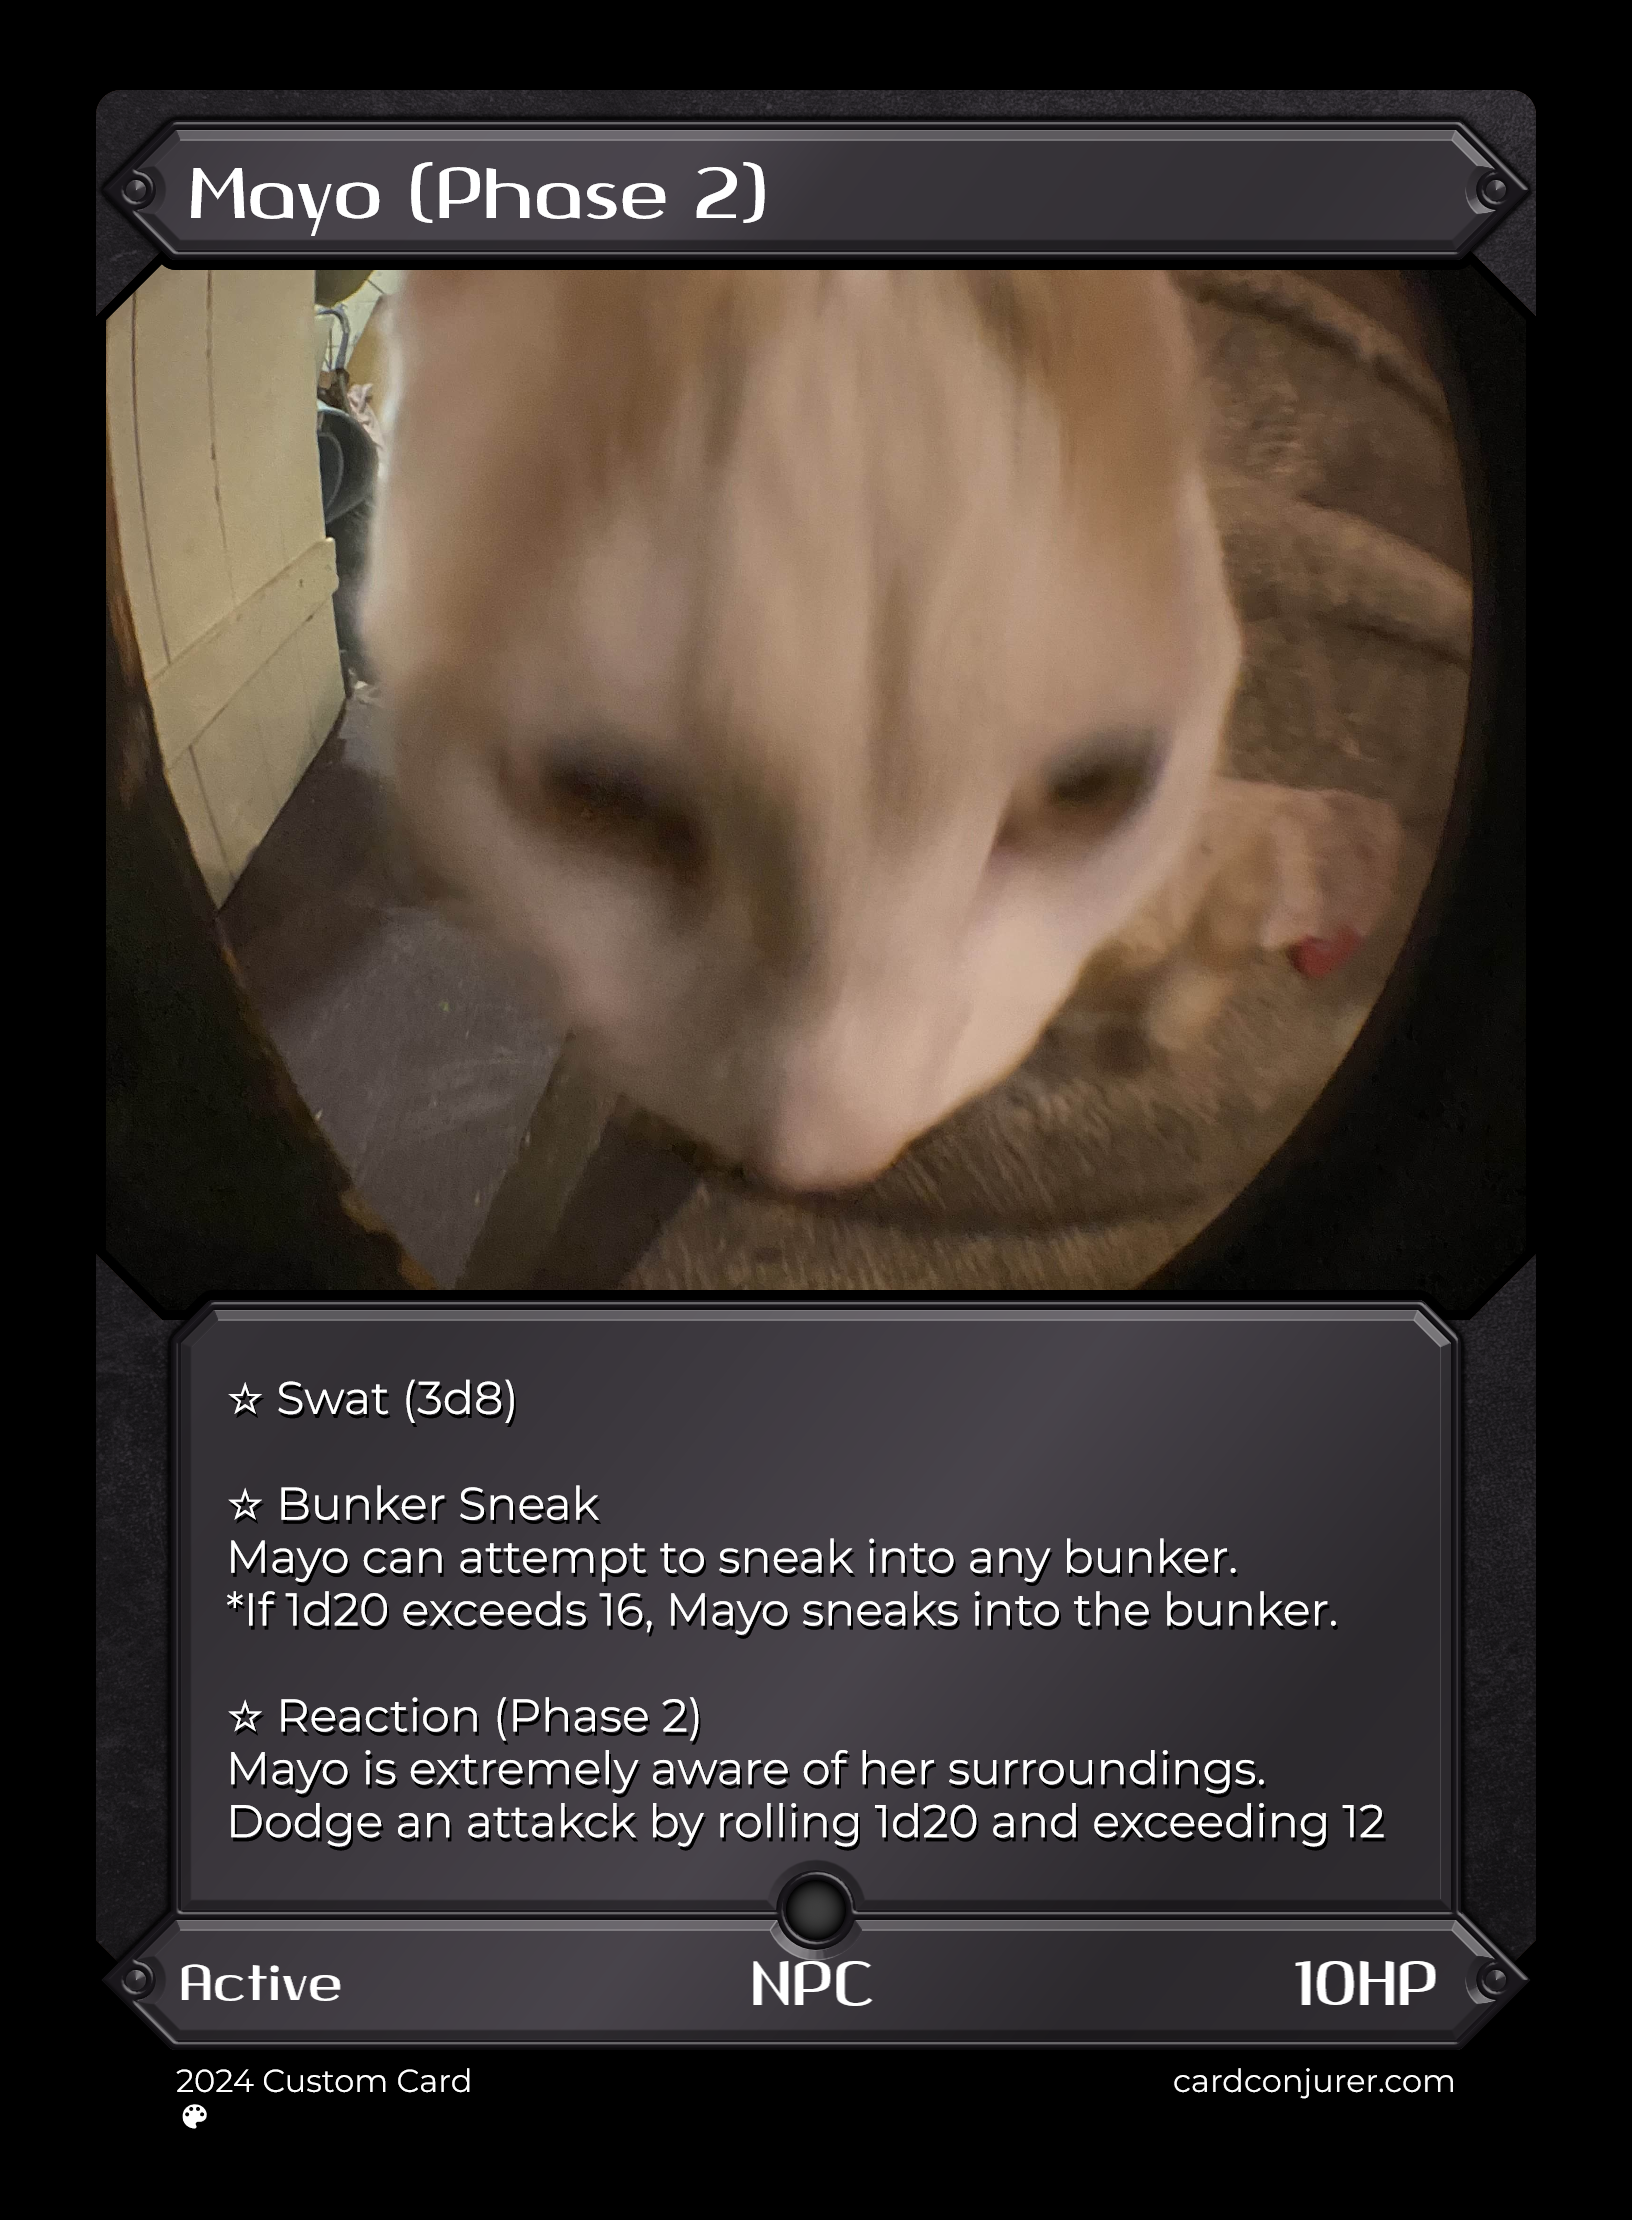 Mayo (Phase 2)
☆ Swat (3d8)
☆ Bunker Sneak
Mayo can attempt to sneak into any bunker.
*If 1d20 exceeds 16, Mayo sneaks into the bunker.
☆ Reaction (Phase 2)
Mayo is extremely aware of her surroundings.
Dodge an attakck by rolling 1d20 and exceeding 12
Active NPC 10HP
2024 Custom Card cardconjurer.com